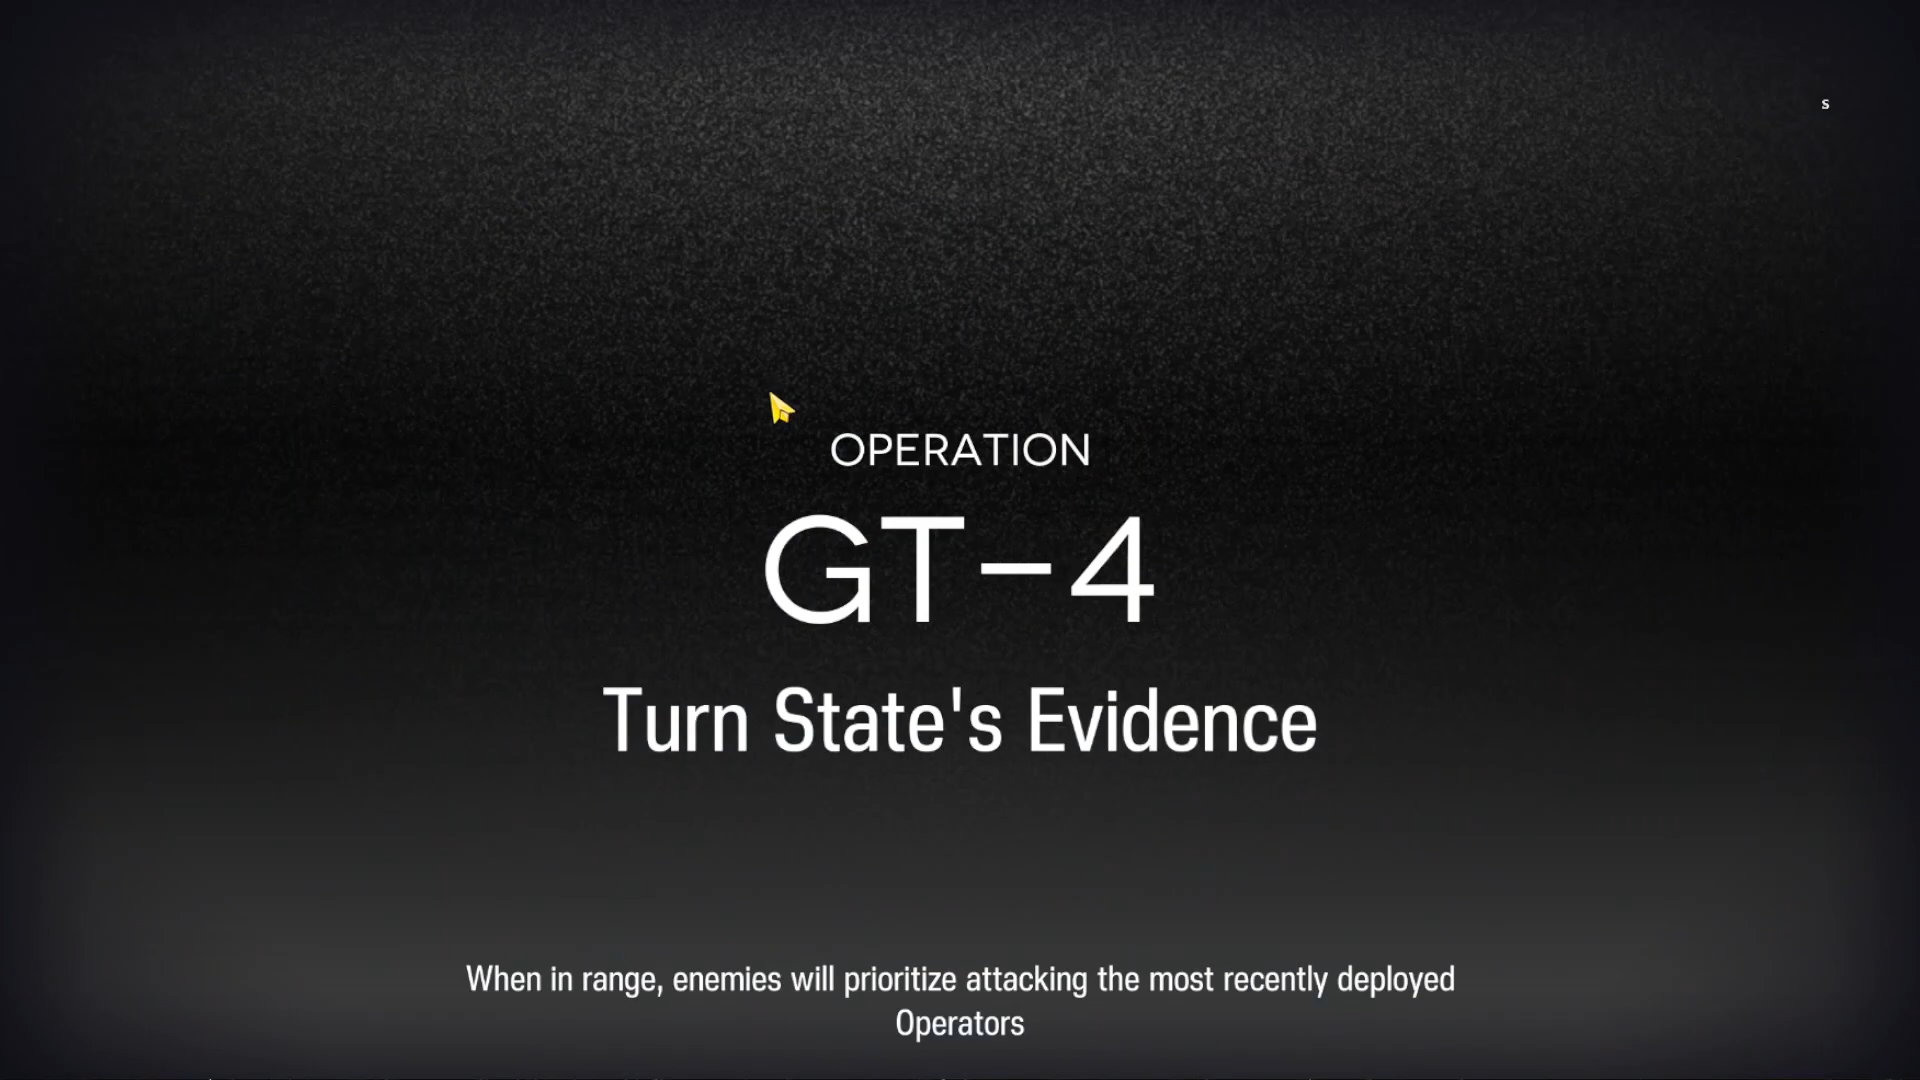 S
OPERATION
GT-4
Turn State's Evidence
When in range, enemies will prioritize attacking the most recently deployed
Operators